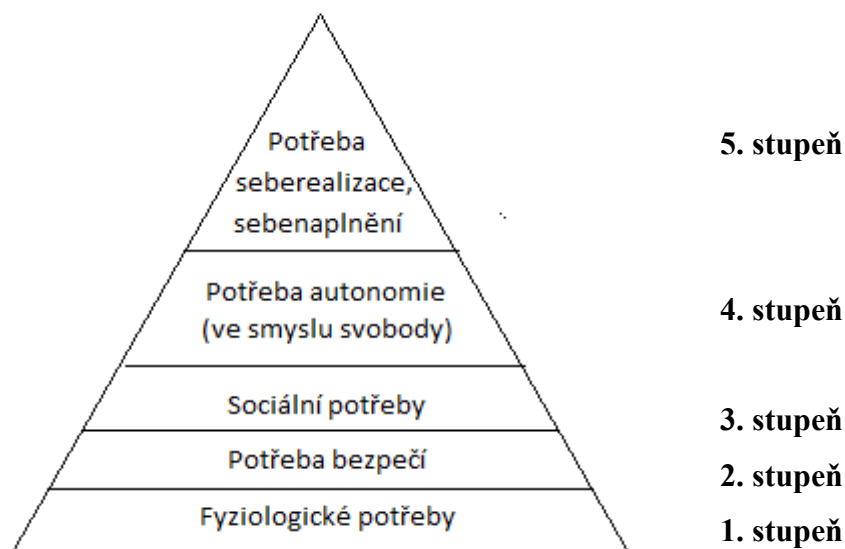 Potřeba
seberealizace,
sebenaplnění
5. stupeň
Potřeba autonomie
(ve smyslu svobody)
4. stupeň
Sociální potřeby
3. stupeň
Potřeba bezpečí
2. stupeň
Fyziologické potřeby
1. stupeň